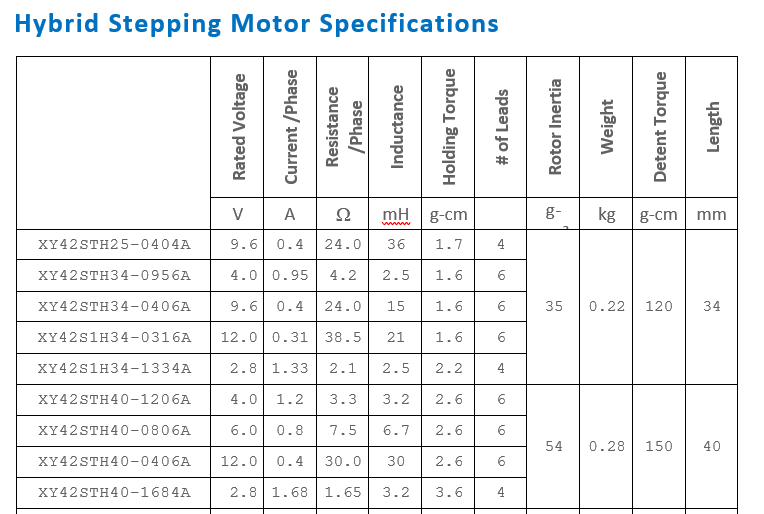 Hybrid Stepping Motor Specifications
Rated Voltage Current /Phase Resistance /Phase Inductance Holding Torque # of Leads Rotor Inertia Weight Detent Torque Length
V A Ω mH g-cm g- kg g-cm mm
XY42STH25-0404A 9.6 0.4 24.0 36 1.7 4
XY42STH34-0956A 4.0 0.95 4.2 2.5 1.6 6
XY42STH34-0406A 9.6 0.4 24.0 15 1.6 6 35 0.22 120 34
XY42S1H34-0316A 12.0 0.31 38.5 21 1.6 6
XY42S1H34-1334A 2.8 1.33 2.1 2.5 2.2 4
XY42STH40-1206A 4.0 1.2 3.3 3.2 2.6 6
XY42STH40-0806A 6.0 0.8 7.5 6.7 2.6 6
54 0.28 150 40
XY42STH40-0406A 12.0 0.4 30.0 30 2.6 6
XY42STH40-1684A 2.8 1.68 1.65 3.2 3.6 4